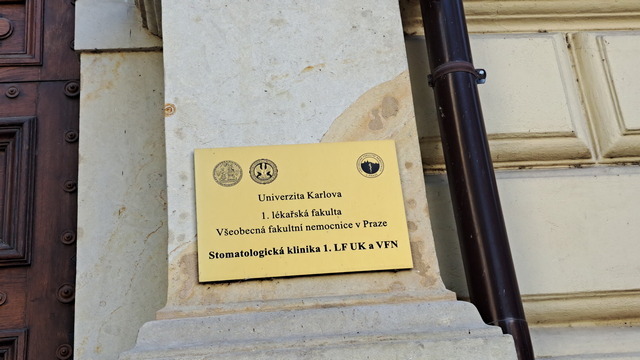 Univerzita Karlova
1. lékařská fakulta
Všeobecná fakultní nemocnice v Praze
Stomatologická klinika 1. LF UK a VFN